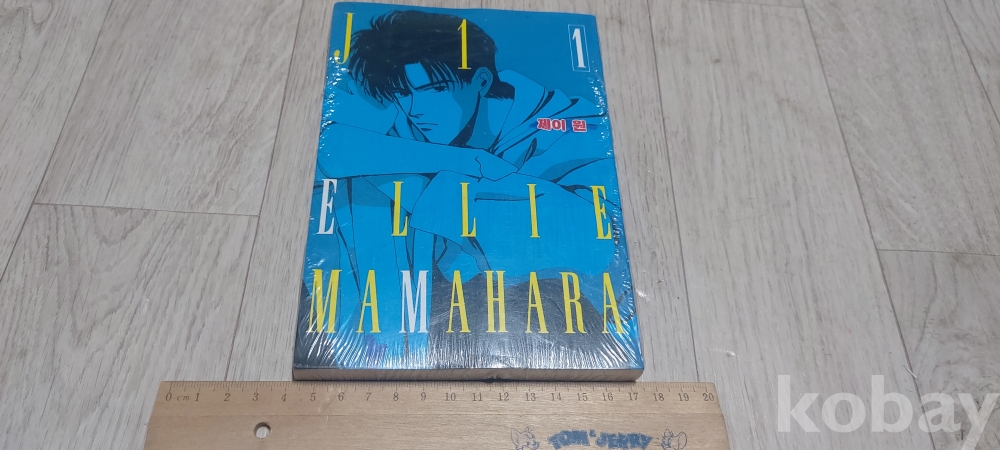 J 1 1
제이 원
ELLIE
MAMAHARA
0 cm 1 2 3 4 5 6 7 8 9 10 11 12 13 14 15 16 17 18 19 20
TOM & JERRY
kobay